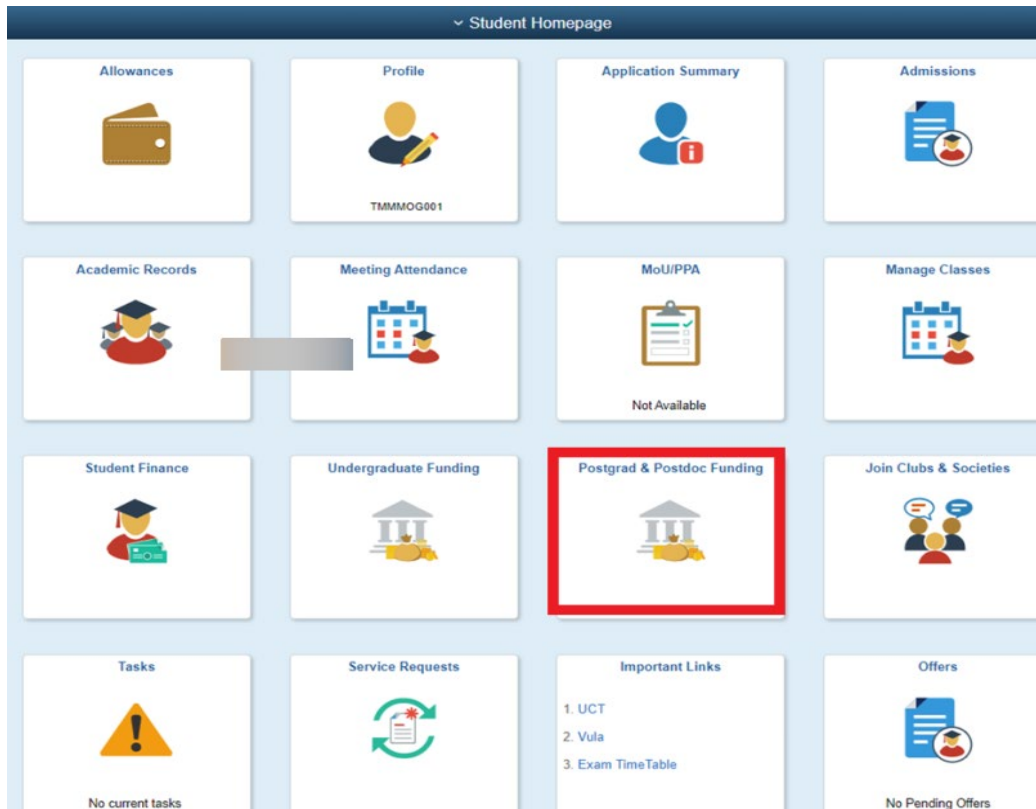 Student Homepage
Allowances
Profile
Application Summary
Admissions
TMMMOG001
Academic Records
Meeting Attendance
MoU/PPA
Manage Classes
Not Available
Student Finance
Undergraduate Funding
Postgrad & Postdoc Funding
Join Clubs & Societies
Tasks
Service Requests
Important Links
Offers
1. UCT
2. Vula
3. Exam TimeTable
No current tasks
No Pending Offers